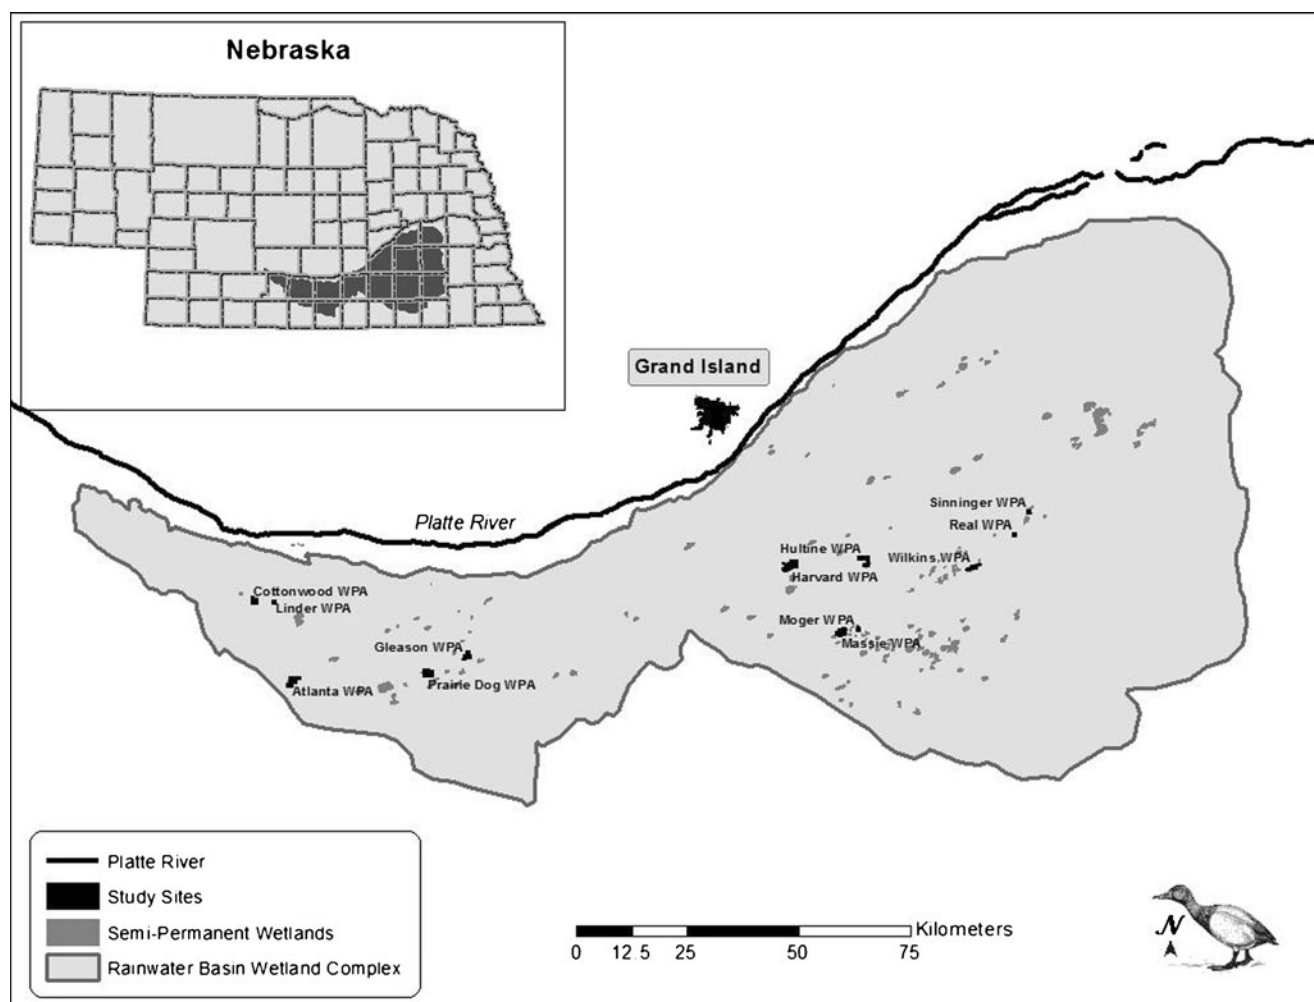 Nebraska
Grand Island
Platte River
Sinninger WPA
Real WPA
Hultine WPA
Wilkins WPA
Harvard WPA
Cottonwood WPA
Linder WPA
Moger WPA
Massie WPA
Gleason WPA
Prairie Dog WPA
Atlanta WPA
Platte River
Study Sites
Semi-Permanent Wetlands
Rainwater Basin Wetland Complex
Kilometers
0 12.5 25 50 75
N